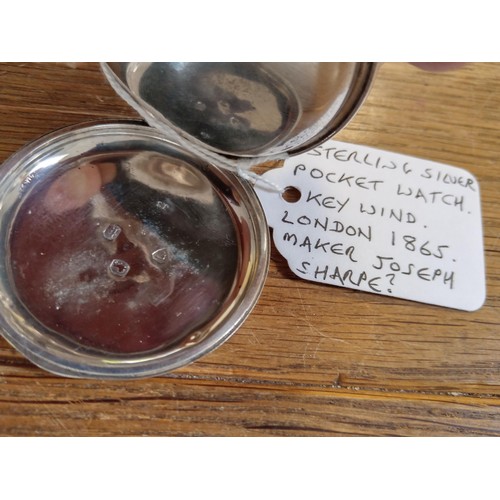 STERLING SILVER
POCKET WATCH.
KEY WIND.
LONDON 1865.
MAKER JOSEPH
SHARPE?